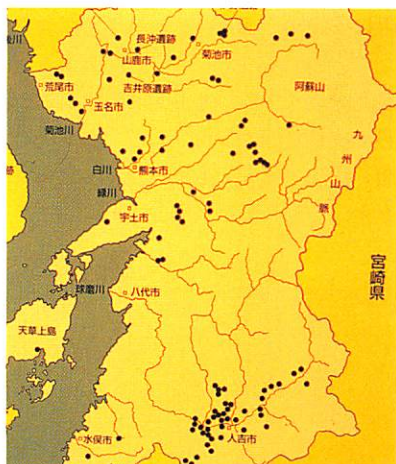 長沖遺跡
山鹿市
菊池市
荒尾市
古井原遺跡
阿蘇山
玉名市
菊池川
九州山脈
白川
熊本市
緑川
宇土市
宮崎県
球磨川
八代市
天草上島
水俣市
人吉市